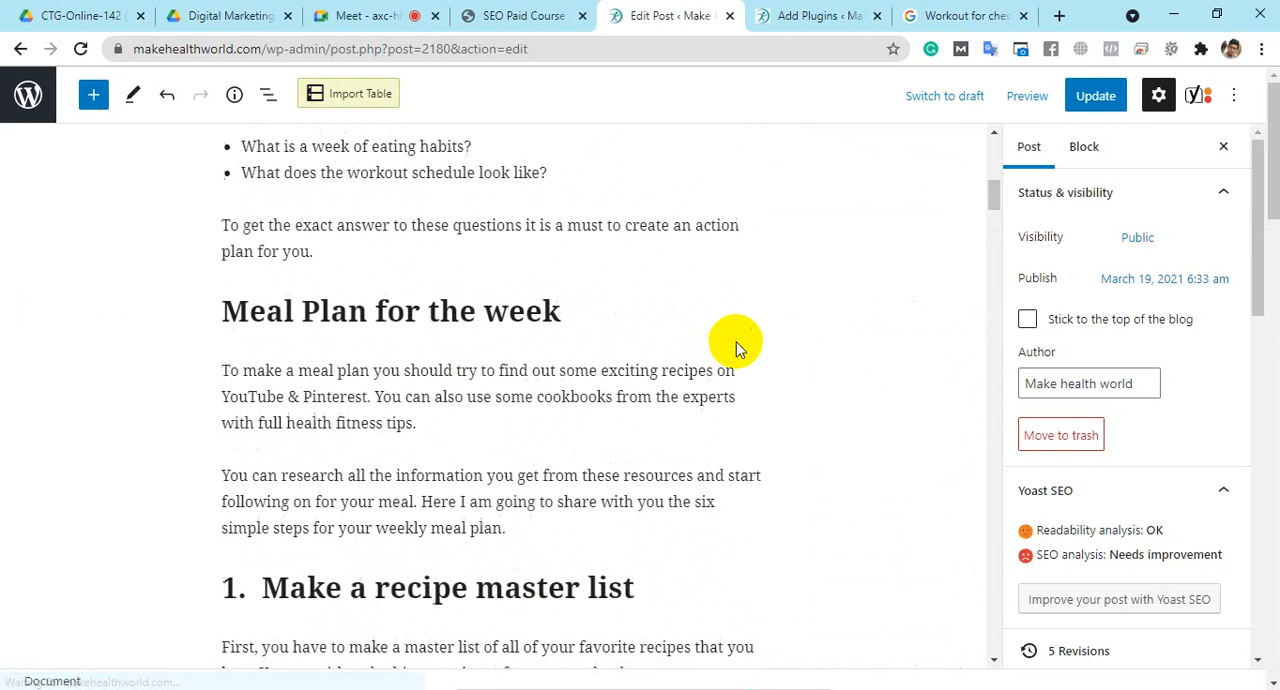 CTG-Online-142
Digital Marketing
Meet - axc-hi
SEO Paid Course
Edit Post ‹ Make
Add Plugins ‹ Ma
Workout for ches
makehealthworld.com/wp-admin/post.php?post=2180&action=edit
Import Table
Switch to draft
Preview
Update
What is a week of eating habits?
What does the workout schedule look like?
To get the exact answer to these questions it is a must to create an action
plan for you.
Meal Plan for the week
To make a meal plan you should try to find out some exciting recipes on
YouTube & Pinterest. You can also use some cookbooks from the experts
with full health fitness tips.
You can research all the information you get from these resources and start
following on for your meal. Here I am going to share with you the six
simple steps for your weekly meal plan.
1. Make a recipe master list
First, you have to make a master list of all of your favorite recipes that you
Post
Block
Status & visibility
Visibility
Public
Publish
March 19, 2021 6:33 am
Stick to the top of the blog
Author
Make health world
Move to trash
Yoast SEO
Readability analysis: OK
SEO analysis: Needs improvement
Improve your post with Yoast SEO
5 Revisions
Document